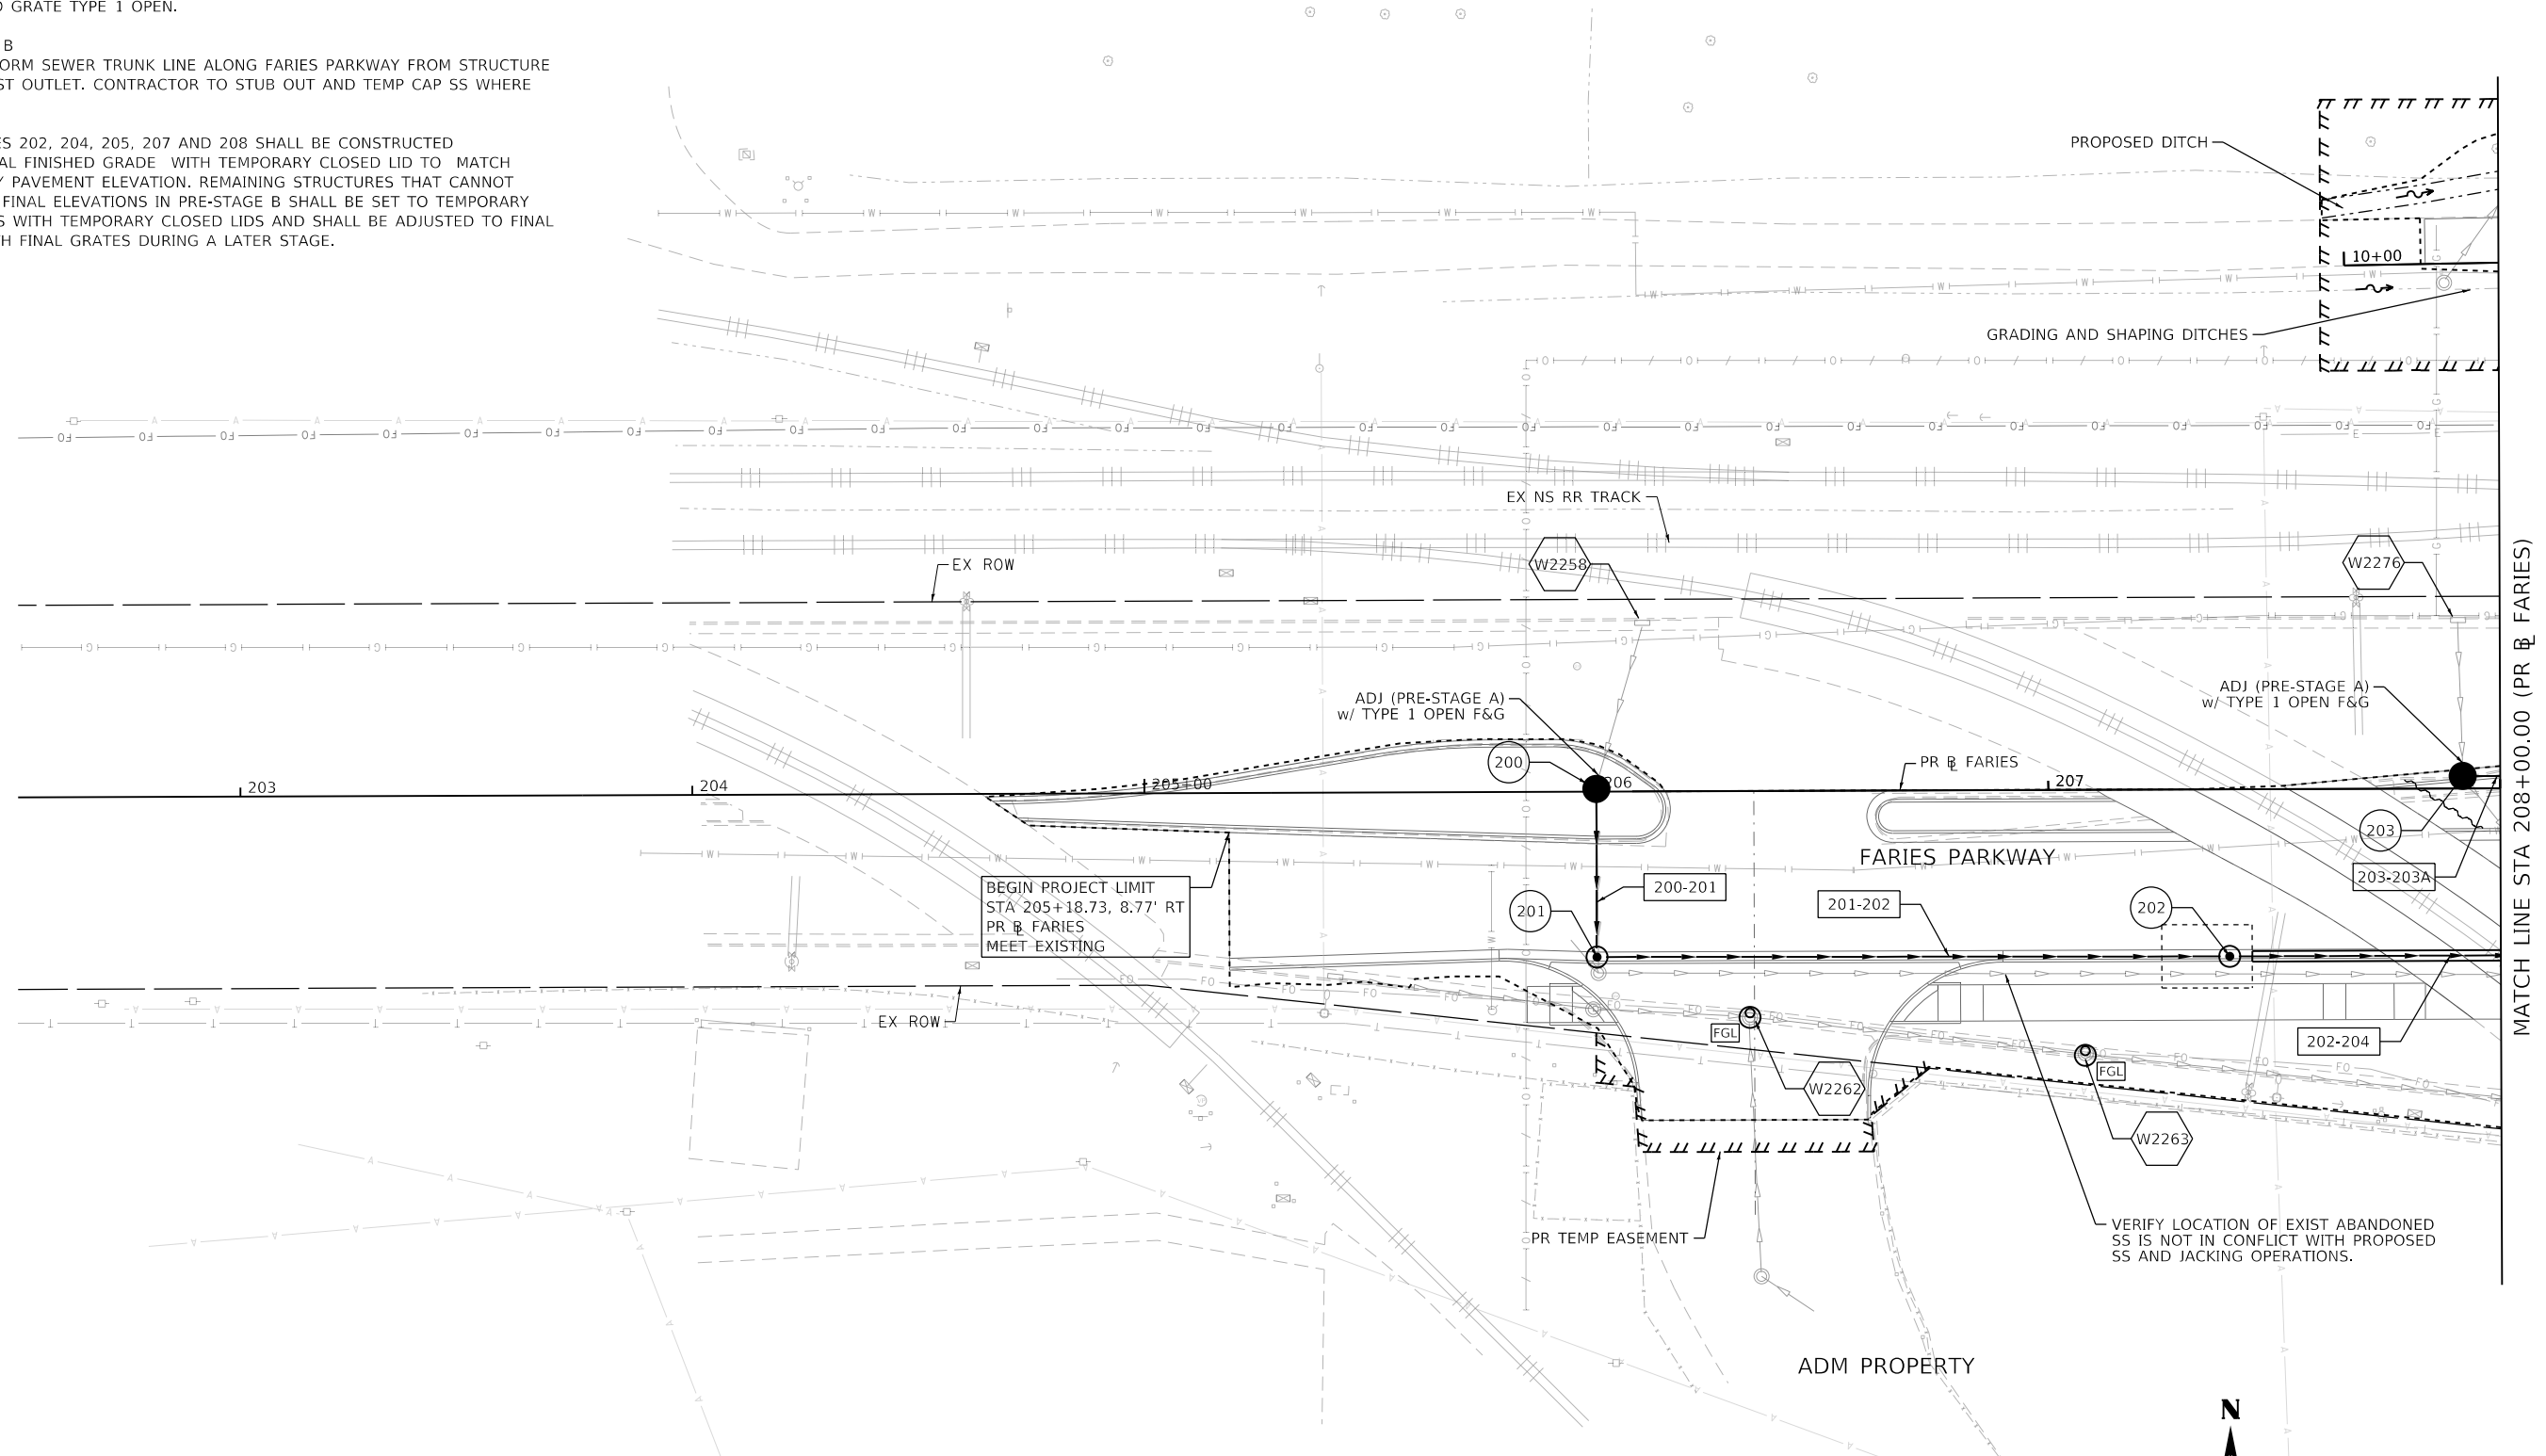 GRATE TYPE 1 OPEN.
B
ORM SEWER TRUNK LINE ALONG FARIES PARKWAY FROM STRUCTURE
ST OUTLET. CONTRACTOR TO STUB OUT AND TEMP CAP SS WHERE
ES 202, 204, 205, 207 AND 208 SHALL BE CONSTRUCTED
AL FINISHED GRADE WITH TEMPORARY CLOSED LID TO MATCH
Y PAVEMENT ELEVATION. REMAINING STRUCTURES THAT CANNOT
FINAL ELEVATIONS IN PRE-STAGE B SHALL BE SET TO TEMPORARY
S WITH TEMPORARY CLOSED LIDS AND SHALL BE ADJUSTED TO FINAL
TH FINAL GRATES DURING A LATER STAGE.
PROPOSED DITCH
10+00
GRADING AND SHAPING DITCHES
EX NS RR TRACK
EX ROW
W2258
W2276
ADJ (PRE-STAGE A)
w/ TYPE 1 OPEN F&G
ADJ (PRE-STAGE A)
w/ TYPE 1 OPEN F&G
200
PR ℄ FARIES
203
204
205+00
206
207
203
FARIES PARKWAY
203-203A
BEGIN PROJECT LIMIT
STA 205+18.73, 8.77' RT
PR ℄ FARIES
MEET EXISTING
200-201
201-202
201
202
EX ROW
FGL
FGL
202-204
W2262
W2263
PR TEMP EASEMENT
VERIFY LOCATION OF EXIST ABANDONED
SS IS NOT IN CONFLICT WITH PROPOSED
SS AND JACKING OPERATIONS.
ADM PROPERTY
N
MATCH LINE STA 208+00.00 (PR ℄ FARIES)